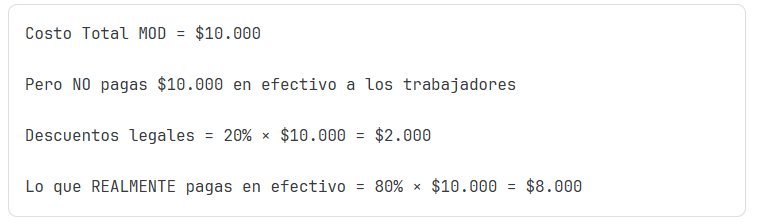 Costo Total MOD = $10.000
Pero NO pagas $10.000 en efectivo a los trabajadores
Descuentos legales = 20% × $10.000 = $2.000
Lo que REALMENTE pagas en efectivo = 80% × $10.000 = $8.000